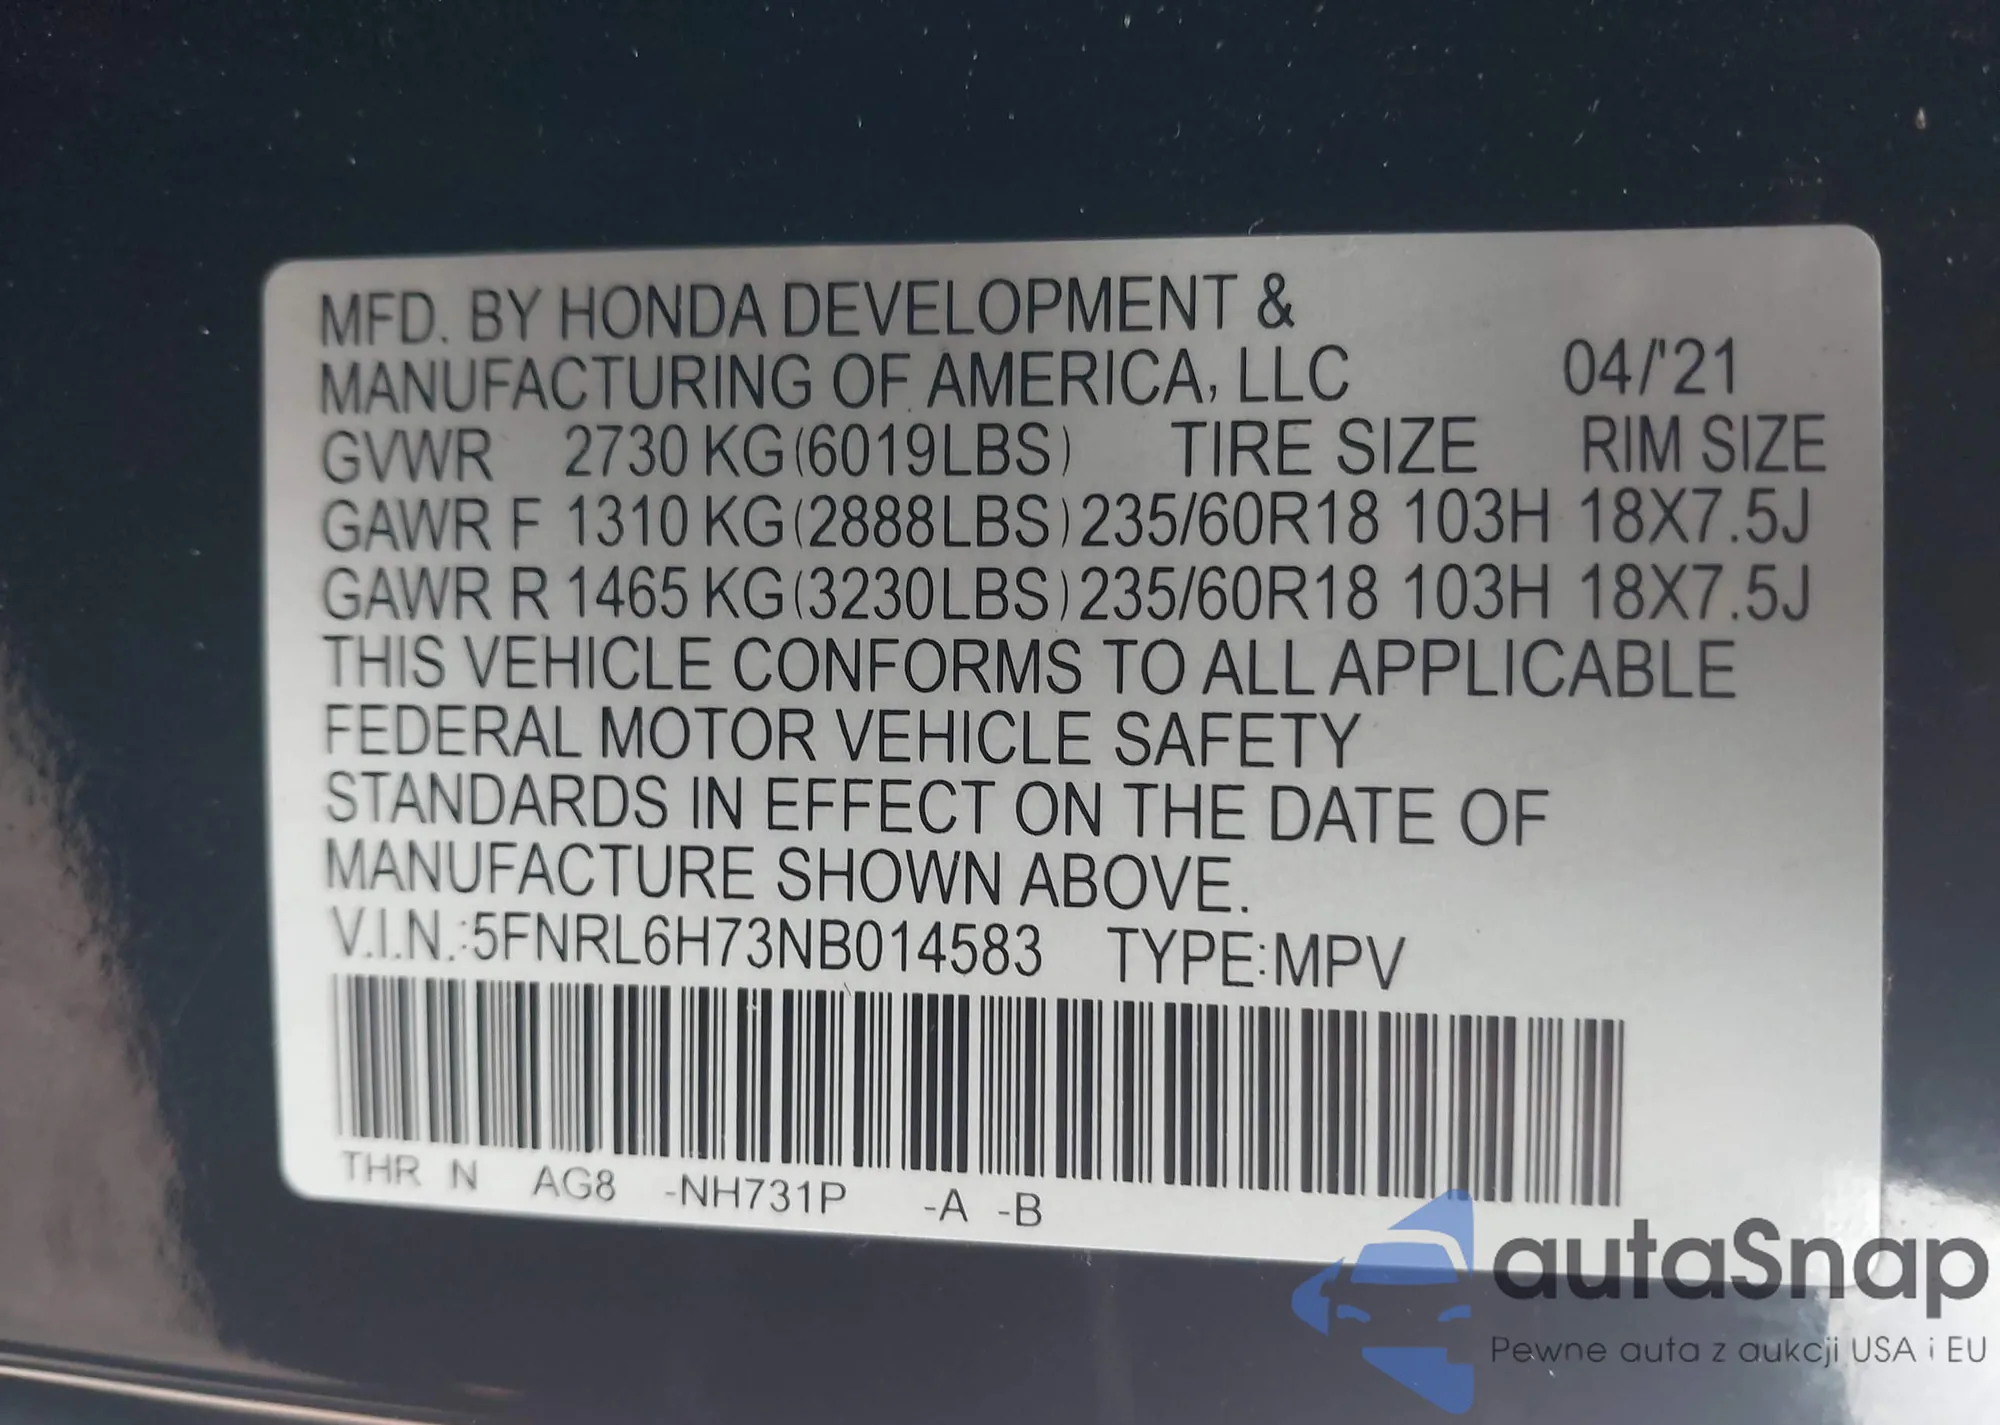 MFD. BY HONDA DEVELOPMENT &
MANUFACTURING OF AMERICA, LLC 04/'21
GVWR 2730 KG(6019LBS) TIRE SIZE RIM SIZE
GAWR F 1310 KG(2888LBS) 235/60R18 103H 18X7.5J
GAWR R 1465 KG(3230LBS) 235/60R18 103H 18X7.5J
THIS VEHICLE CONFORMS TO ALL APPLICABLE
FEDERAL MOTOR VEHICLE SAFETY
STANDARDS IN EFFECT ON THE DATE OF
MANUFACTURE SHOWN ABOVE.
V.I.N.:5FNRL6H73NB014583 TYPE:MPV
THR N AG8 -NH731P -A -B
autaSnap
Pewne auta z aukcji USA i EU